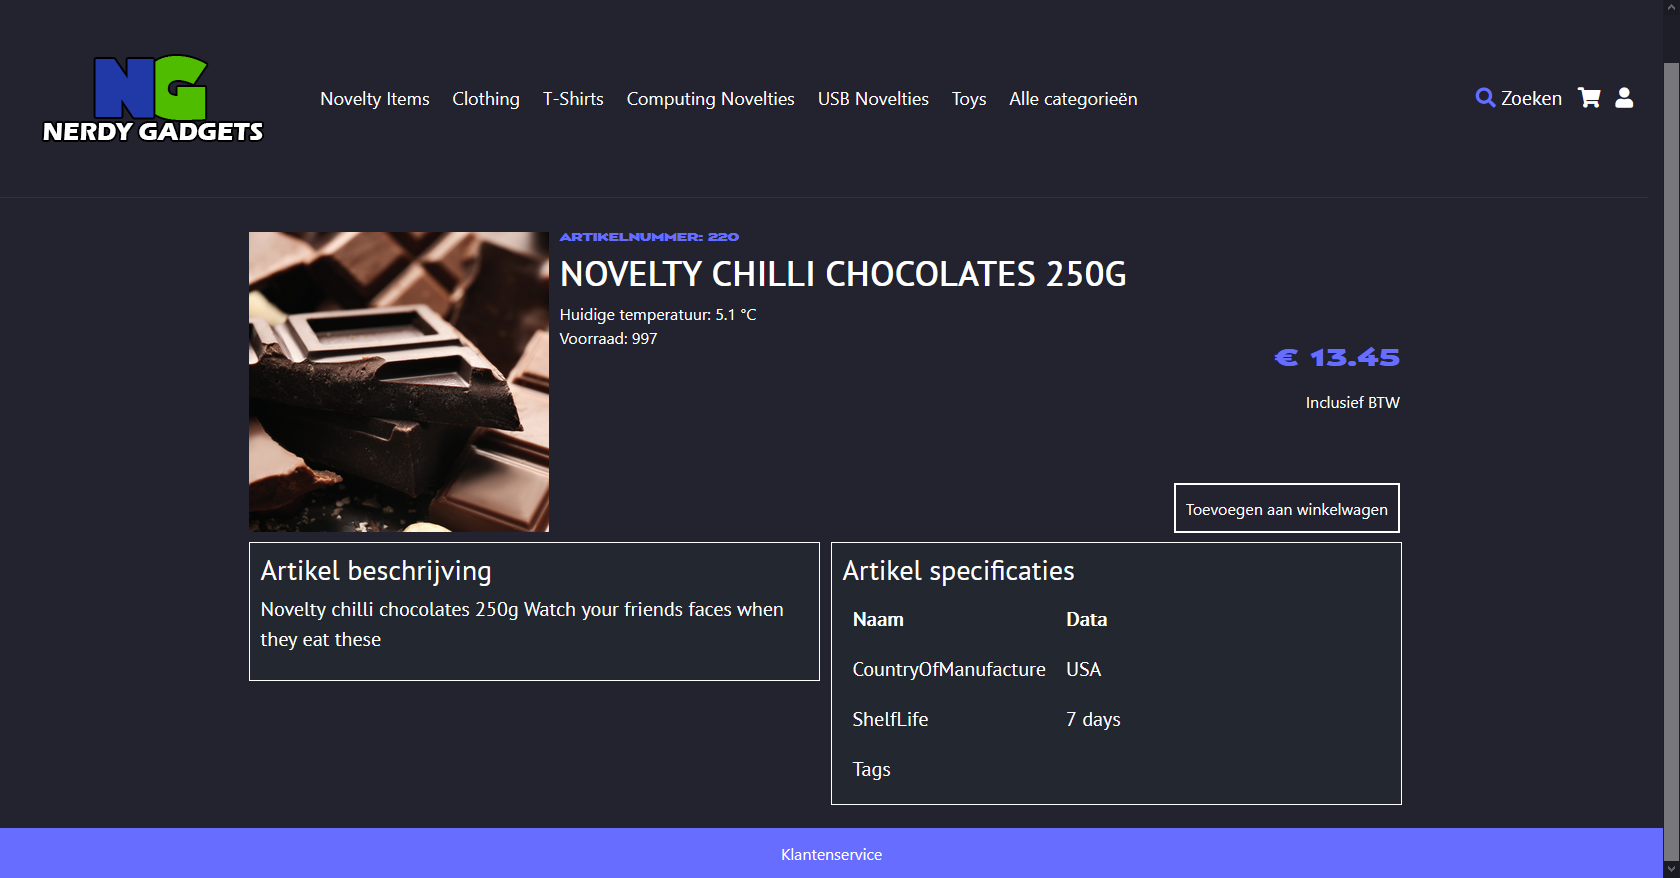 NG
NERDY GADGETS
Novelty Items Clothing T-Shirts Computing Novelties USB Novelties Toys Alle categorieën
Zoeken
ARTIKELNUMMER: 220
NOVELTY CHILLI CHOCOLATES 250G
Huidige temperatuur: 5.1 °C
Voorraad: 997
€ 13.45
Inclusief BTW
Toevoegen aan winkelwagen
Artikel beschrijving
Novelty chilli chocolates 250g Watch your friends faces when
they eat these
Artikel specificaties
Naam Data
CountryOfManufacture USA
ShelfLife 7 days
Tags
Klantenservice